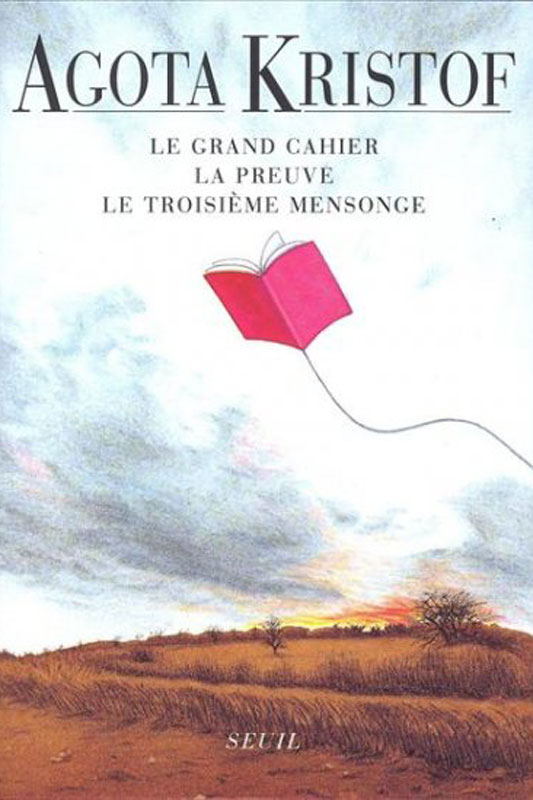 AGOTA KRISTOF
LE GRAND CAHIER
LA PREUVE
LE TROISIÈME MENSONGE
SEUIL